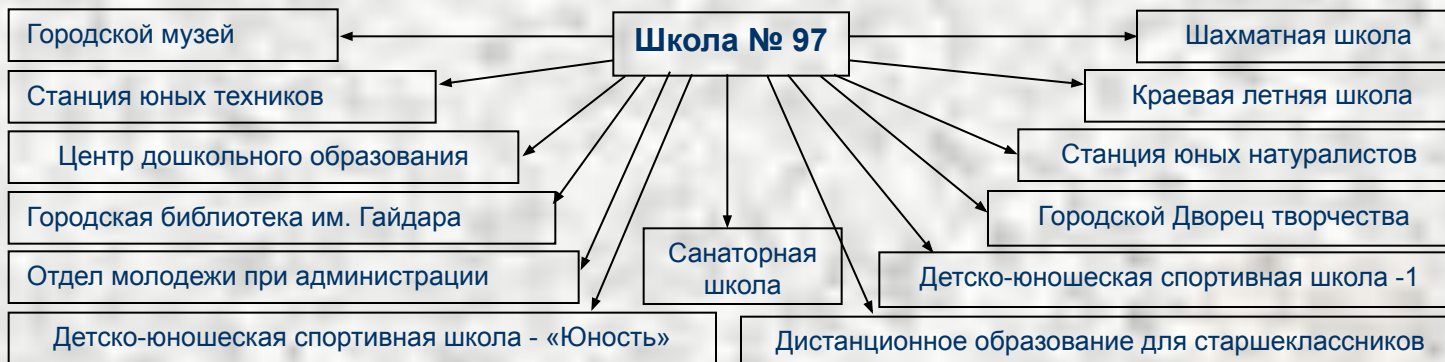 Школа № 97
Городской музей
Станция юных техников
Центр дошкольного образования
Городская библиотека им. Гайдара
Отдел молодежи при администрации
Детско-юношеская спортивная школа - «Юность»
Санаторная
школа
Шахматная школа
Краевая летняя школа
Станция юных натуралистов
Городской Дворец творчества
Детско-юношеская спортивная школа -1
Дистанционное образование для старшеклассников